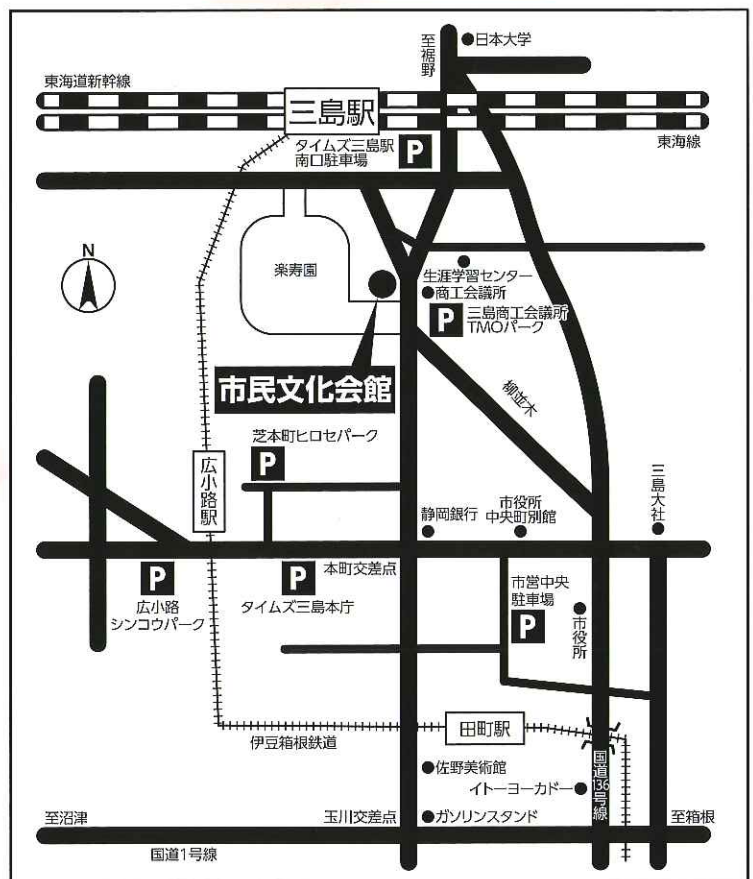 至裾野
日本大学
東海道新幹線
三島駅
東海線
タイムズ三島駅
南口駐車場
P
N
楽寿園
生涯学習センター
商工会議所
P
三島商工会議所
TMOパーク
市民文化会館
柳並木
芝本町ヒロセパーク
P
広小路駅
静岡銀行
市役所
中央町別館
三島大社
本町交差点
P
広小路
シンコウパーク
P
タイムズ三島本庁
市営中央
駐車場
P
市役所
田町駅
伊豆箱根鉄道
佐野美術館
イトーヨーカドー
国道136号線
至沼津
玉川交差点
ガソリンスタンド
至箱根
国道1号線